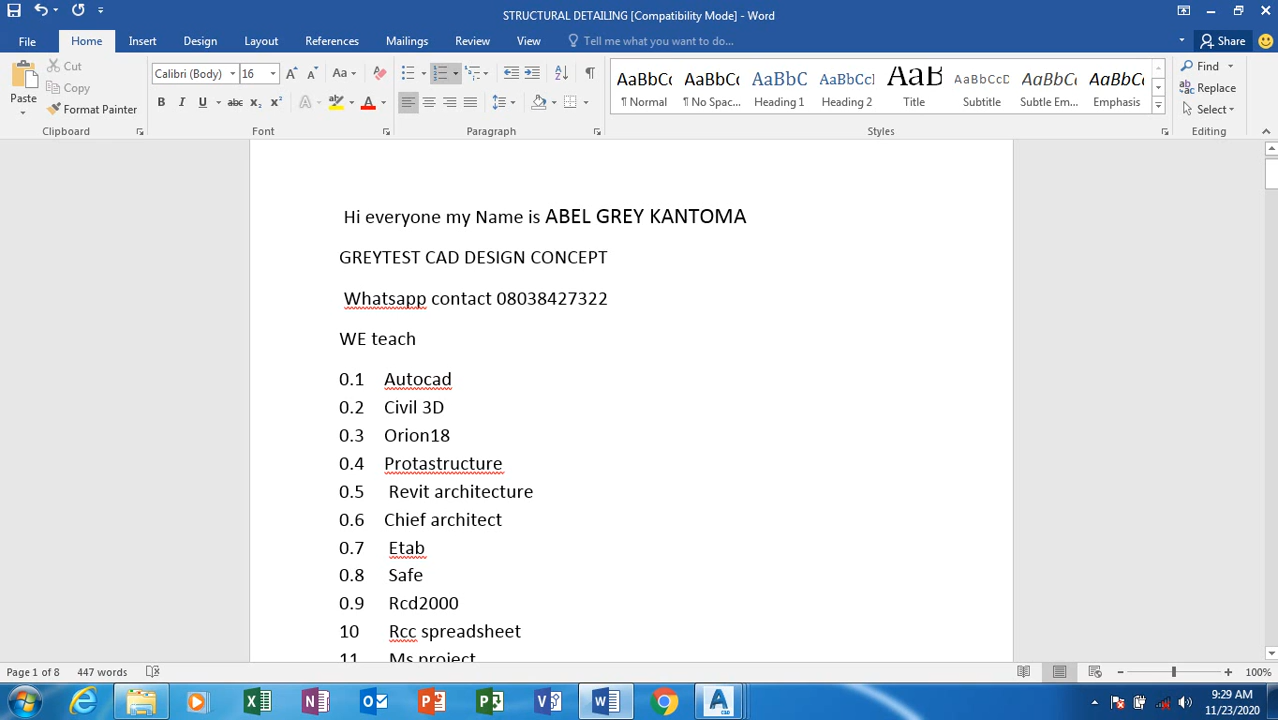 STRUCTURAL DETAILING [Compatibility Mode] - Word
File Home Insert Design Layout References Mailings Review View Tell me what you want to do... Share
Cut
Copy
Format Painter
Paste
Clipboard
Calibri (Body) 16
Font
Paragraph
AaBbCc AaBbCc AaBbC AaBbCcl AaB AaBbCcD AaBbCc AaBbCc
¶ Normal ¶ No Spac... Heading 1 Heading 2 Title Subtitle Subtle Em... Emphasis
Styles
Find
Replace
Select
Editing
Hi everyone my Name is ABEL GREY KANTOMA
GREYTEST CAD DESIGN CONCEPT
Whatsapp contact 08038427322
WE teach
0.1 Autocad
0.2 Civil 3D
0.3 Orion18
0.4 Protastructure
0.5 Revit architecture
0.6 Chief architect
0.7 Etab
0.8 Safe
0.9 Rcd2000
10 Rcc spreadsheet
11 Ms project
Page 1 of 8 447 words 100%
9:29 AM
11/23/2020